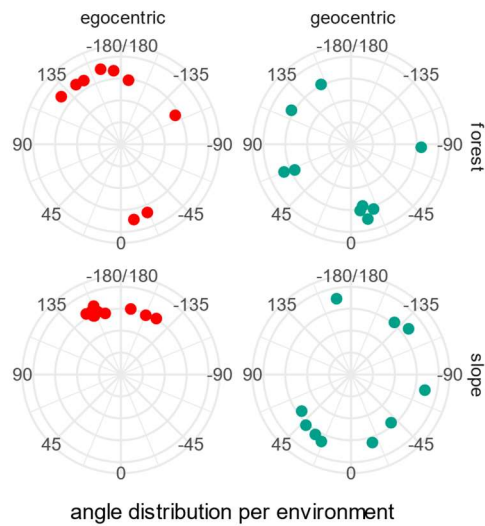 egocentric geocentric
-180/180 -180/180
135 -135 135 -135
90 -90 90 -90
forest
45 -45 45 -45
0 0
-180/180 -180/180
135 -135 135 -135
90 -90 90 -90
slope
45 -45 45 -45
0 0
angle distribution per environment